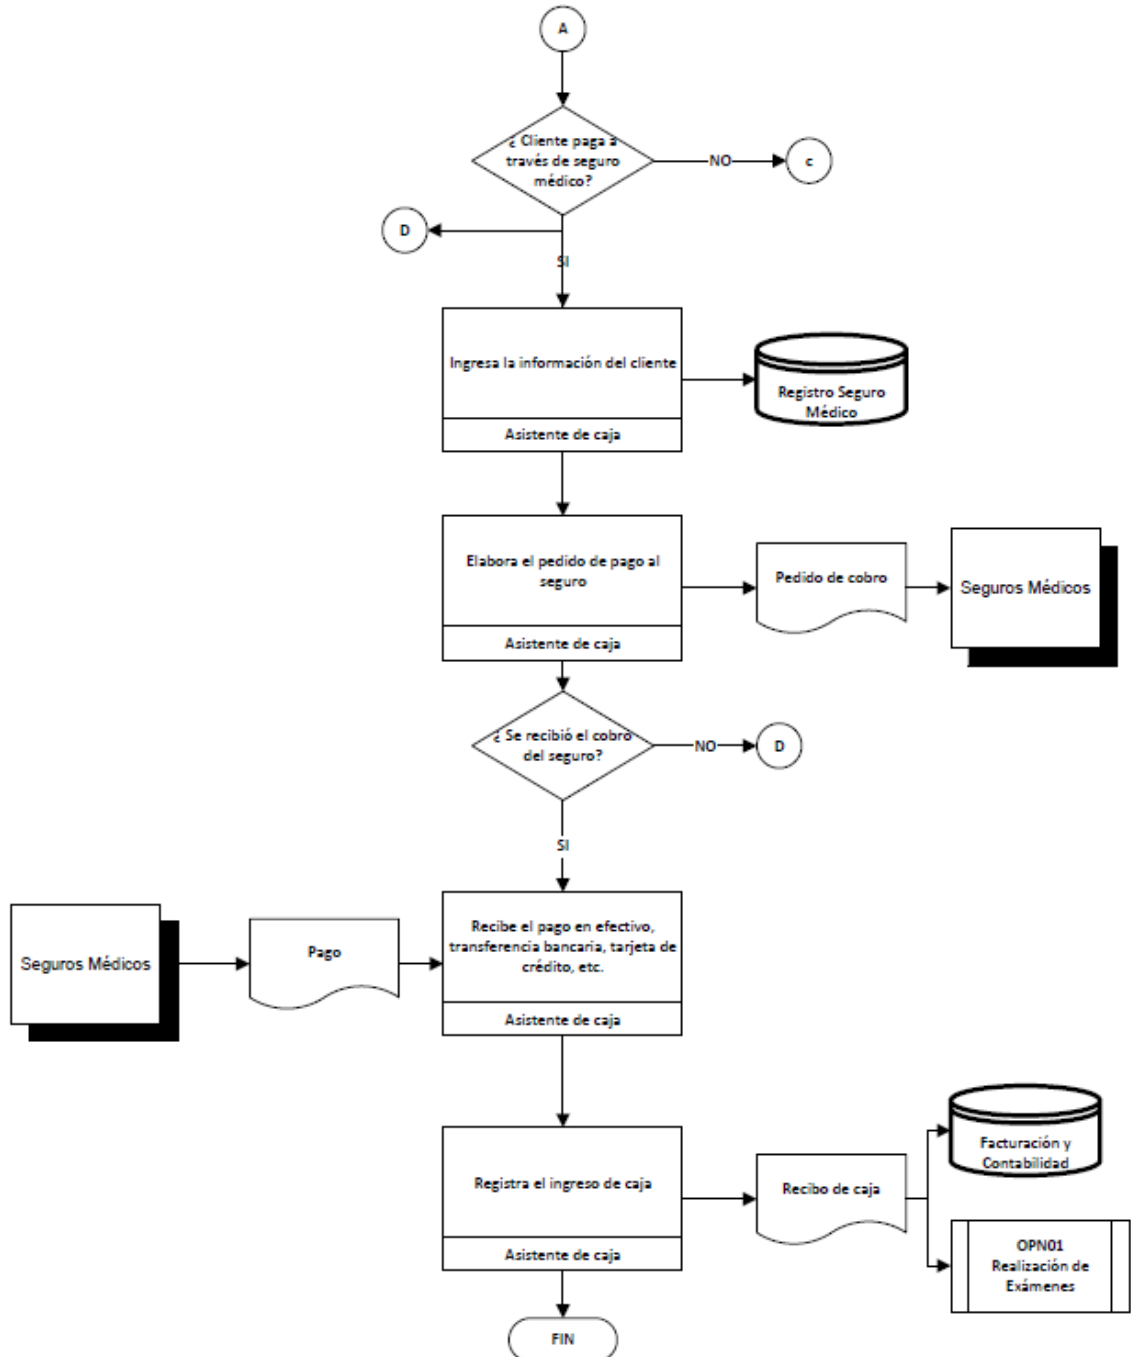 A
¿ Cliente paga a
través de seguro
médico?
NO
c
D
SI
Ingresa la información del cliente
Asistente de caja
Registro Seguro
Médico
Elabora el pedido de pago al
seguro
Asistente de caja
Pedido de cobro
Seguros Médicos
¿ Se recibió el cobro
del seguro?
NO
D
SI
Seguros Médicos
Pago
Recibe el pago en efectivo,
transferencia bancaria, tarjeta de
crédito, etc.
Asistente de caja
Registra el ingreso de caja
Asistente de caja
Recibo de caja
Facturación y
Contabilidad
OPN01
Realización de
Exámenes
FIN